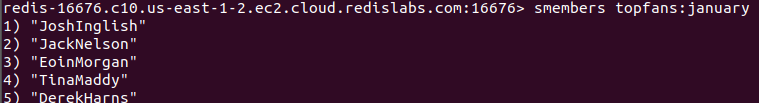 redis-16676.c10.us-east-1-2.ec2.cloud.redislabs.com:16676> smembers topfans:january
1) "JoshInglish"
2) "JackNelson"
3) "EoinMorgan"
4) "TinaMaddy"
5) "DerekHarns"